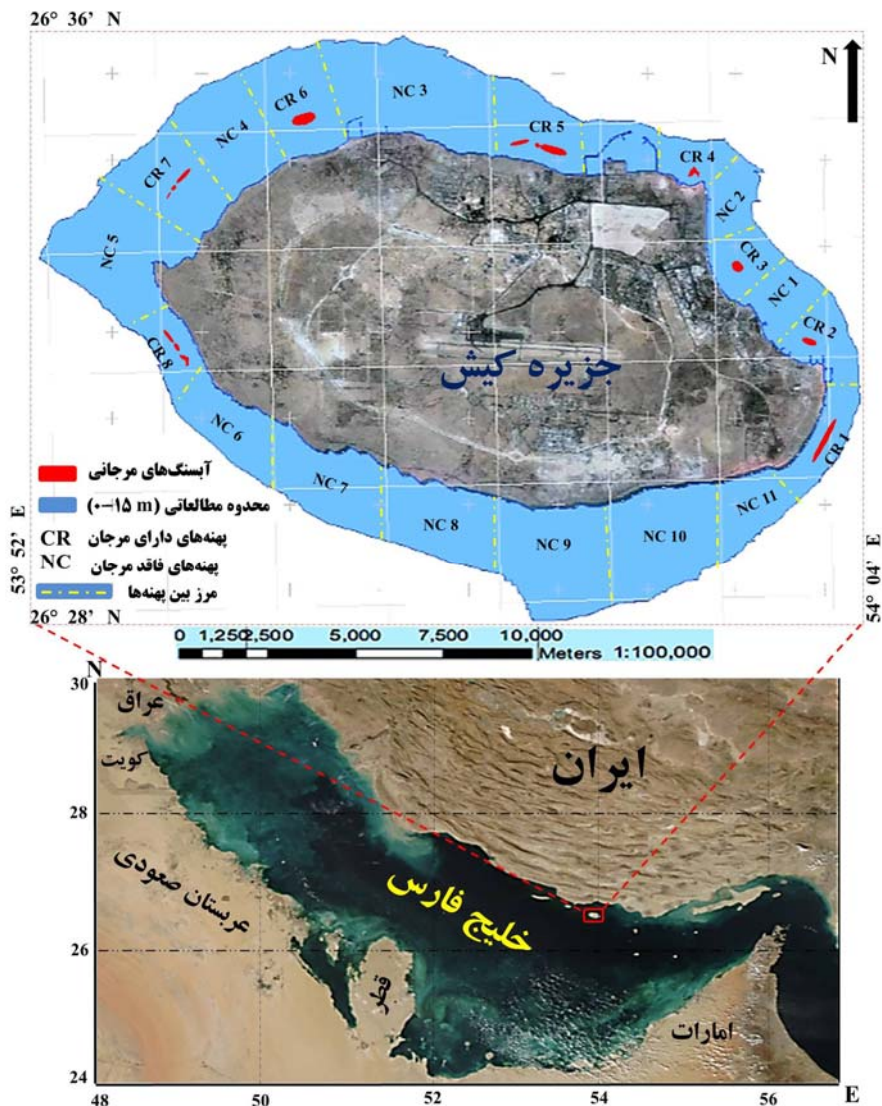 26° 36' N
N
NC 3
CR 6
NC 4
CR 7
NC 5
CR 5
CR 4
NC 2
CR 3
NC 1
CR 2
CR 1
CR 8
NC 6
NC 7
NC 8
NC 9
NC 10
NC 11
جزیره کیش
آبسنگ‌های مرجانی
محدوده مطالعاتی (۰–۱۵ m)
CR پهنه‌های دارای مرجان
NC پهنه‌های فاقد مرجان
مرز بین پهنه‌ها
53° 52' E
54° 04' E
26° 28' N
0 1,250 2,500 5,000 7,500 10,000
Meters 1:100,000
N
30
28
26
24
48 50 52 54 56 E
عراق
کویت
ایران
عربستان صعودی
خلیج فارس
قطر
امارات